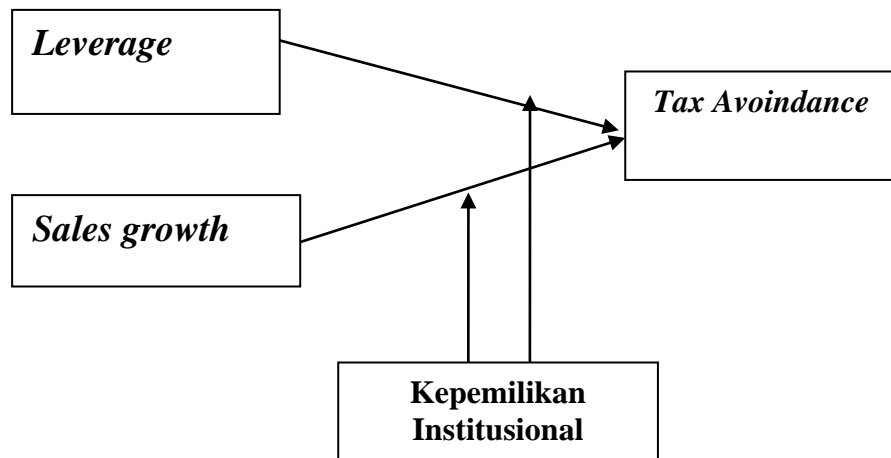 Leverage
Tax Avoindance
Sales growth
Kepemilikan
Institusional